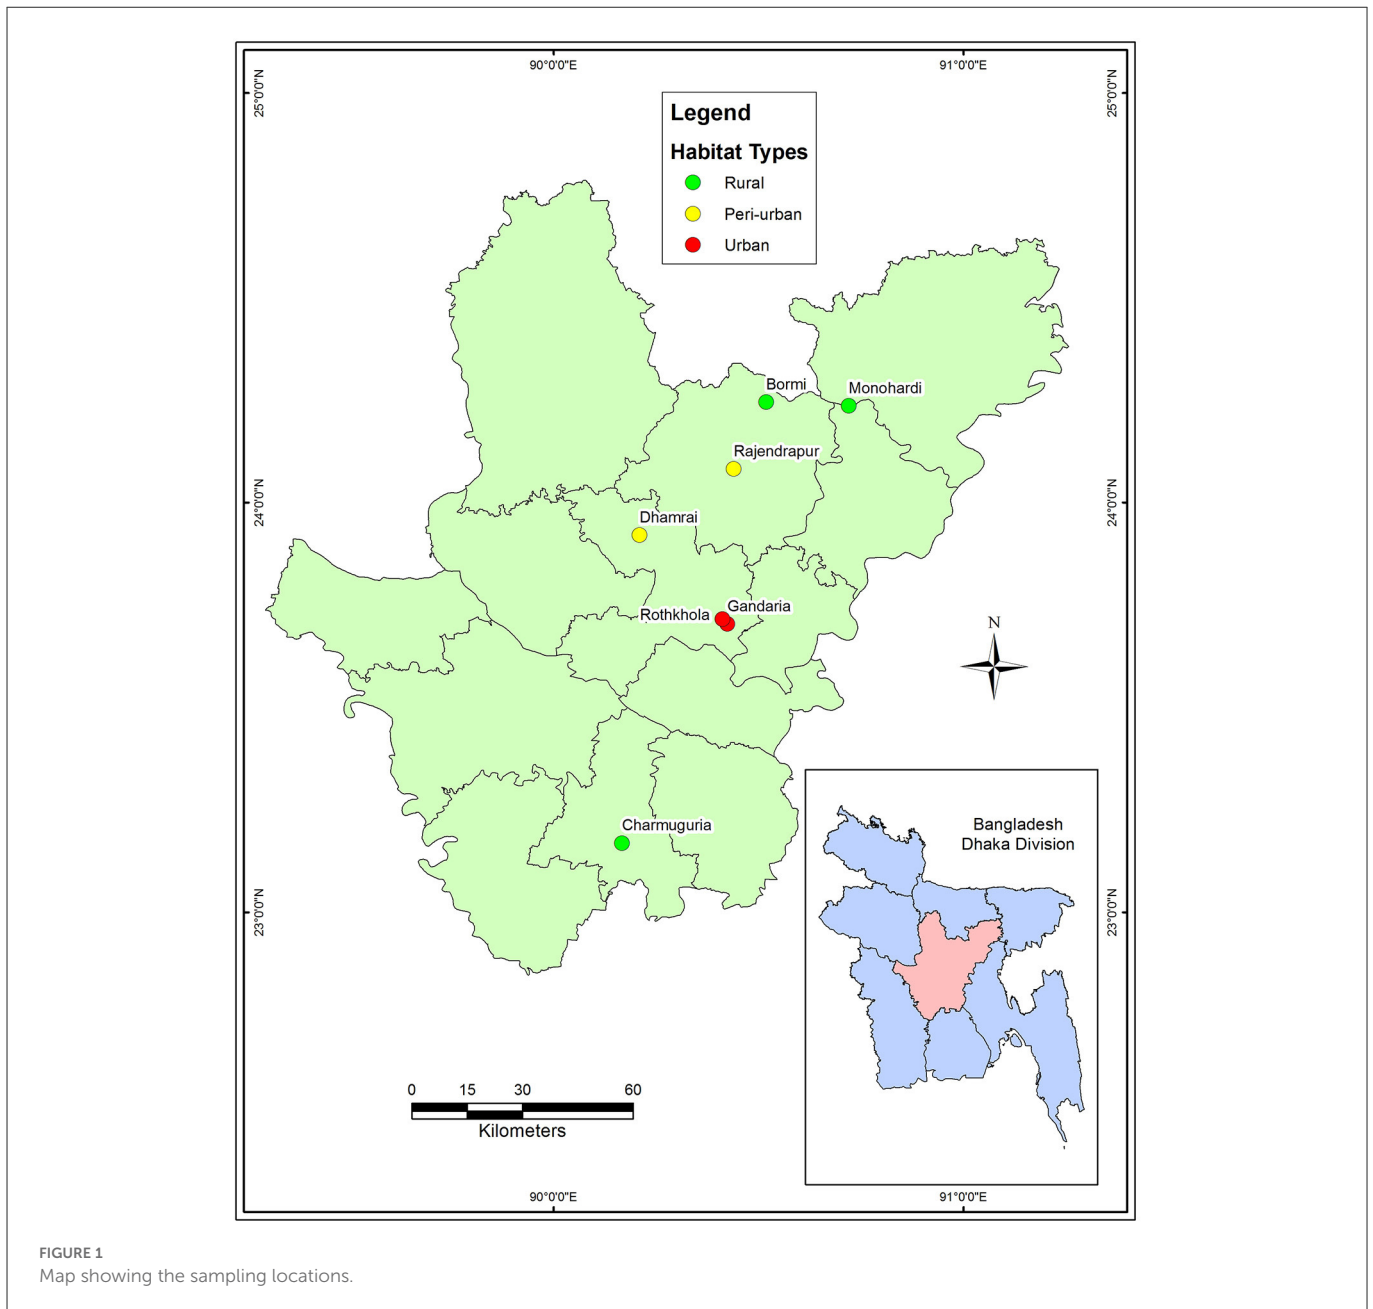 90°0'0"E
91°0'0"E
25°0'0"N
25°0'0"N
Legend
Habitat Types
Rural
Peri-urban
Urban
Bormi
Monohardi
Rajendrapur
24°0'0"N
24°0'0"N
Dhamrai
Gandaria
Rothkhola
N
Charmuguria
Bangladesh
Dhaka Division
23°0'0"N
23°0'0"N
0 15 30 60
Kilometers
90°0'0"E
91°0'0"E
FIGURE 1
Map showing the sampling locations.